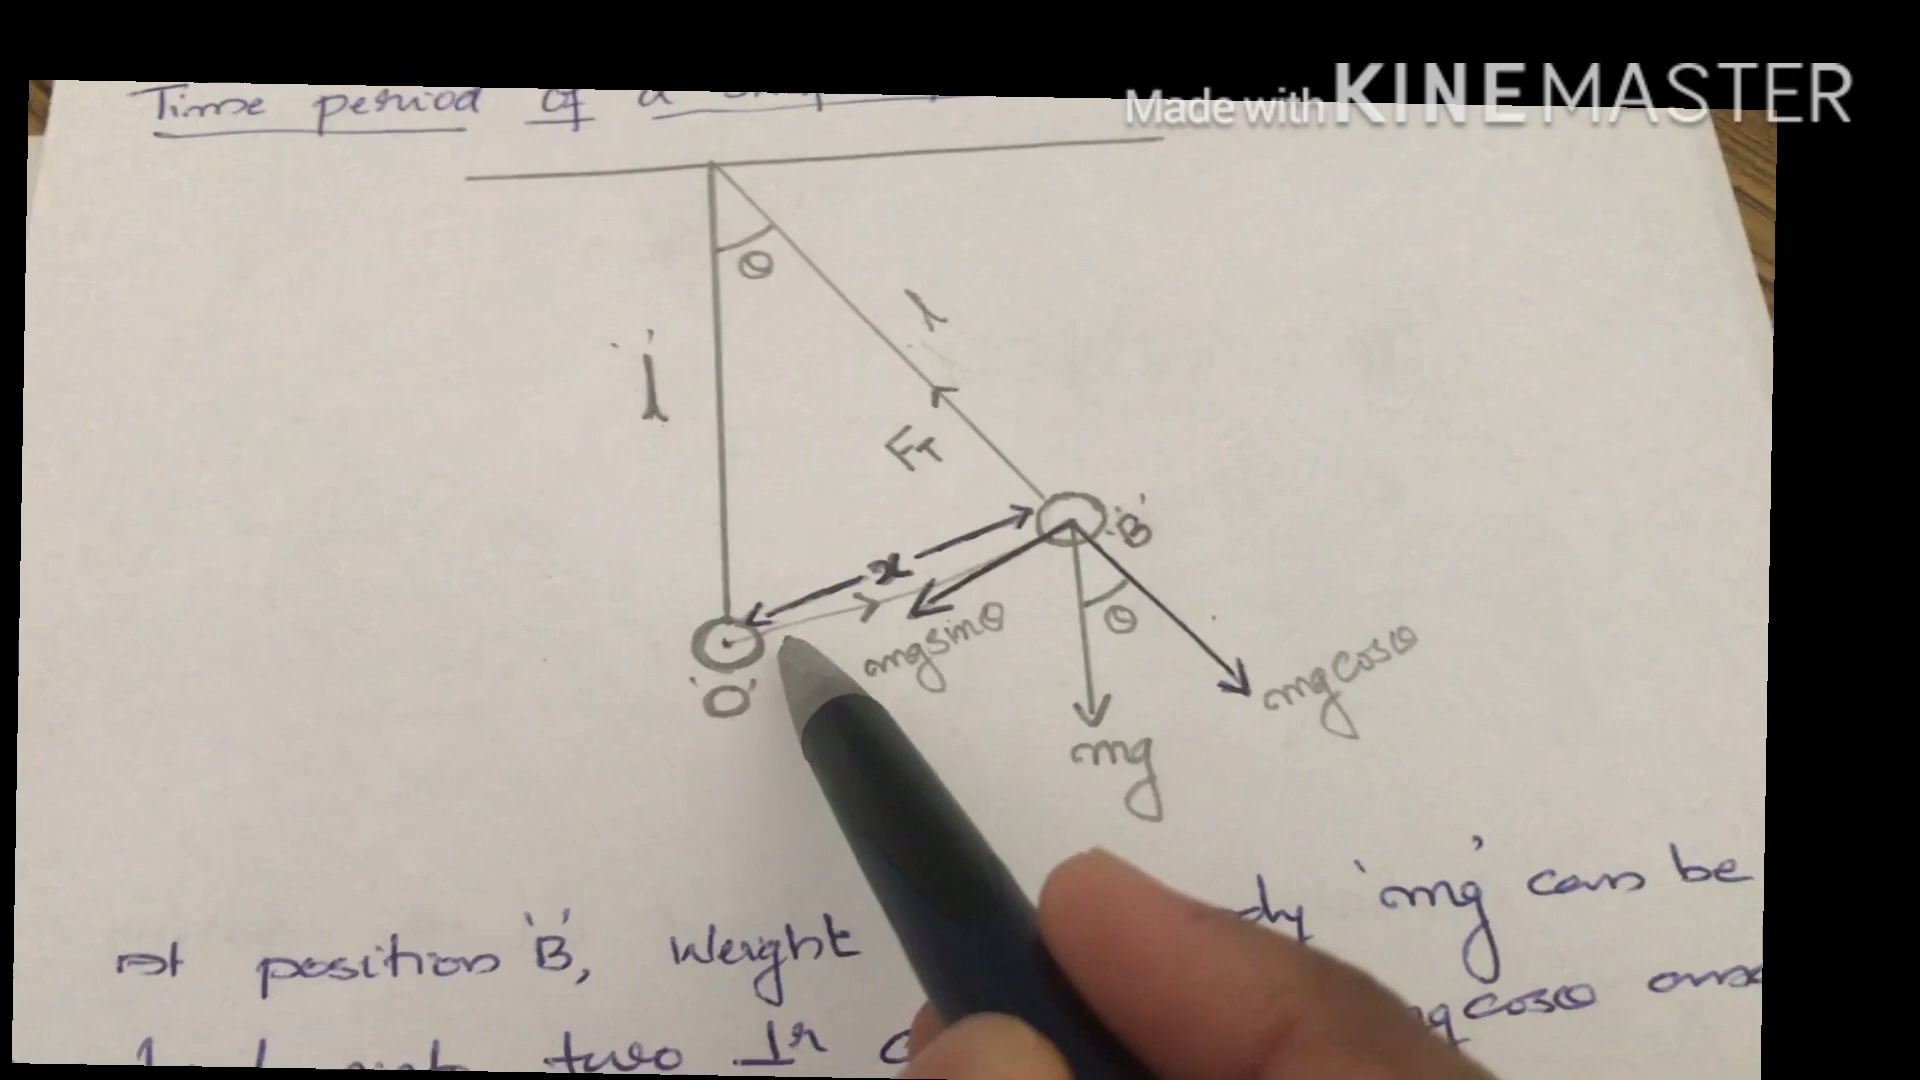 Time period of a
Made with KINEMASTER
θ
l
'l'
FT
'B'
x
θ
mgsinθ
mgcosθ
'O'
mg
At position 'B', Weight 'mg' can be
mgcosθ and
into two ⊥r